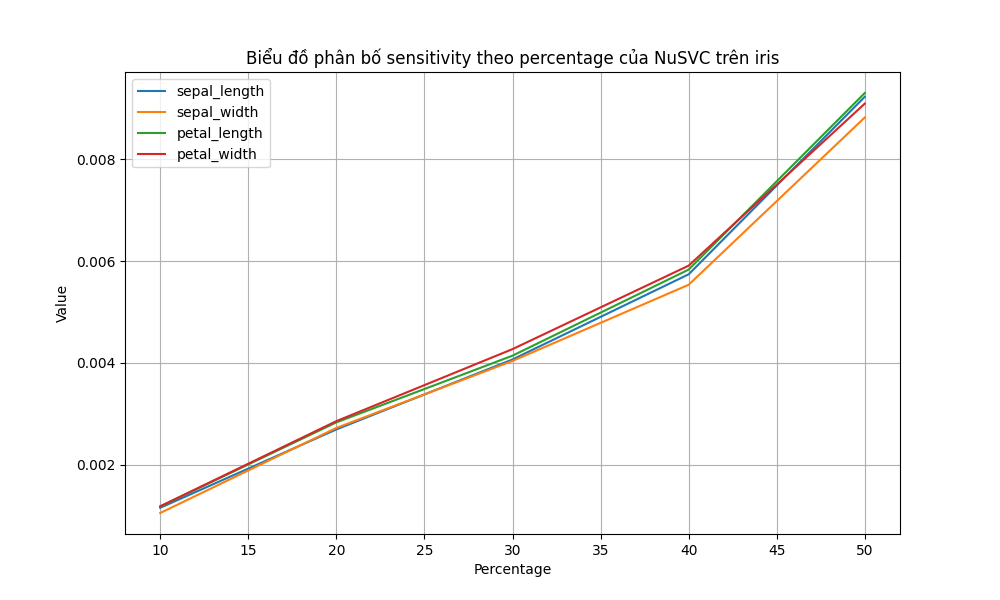 Biểu đồ phân bố sensitivity theo percentage của NuSVC trên iris
sepal_length
sepal_width
petal_length
petal_width
0.008
0.006
0.004
0.002
Value
10 15 20 25 30 35 40 45 50
Percentage